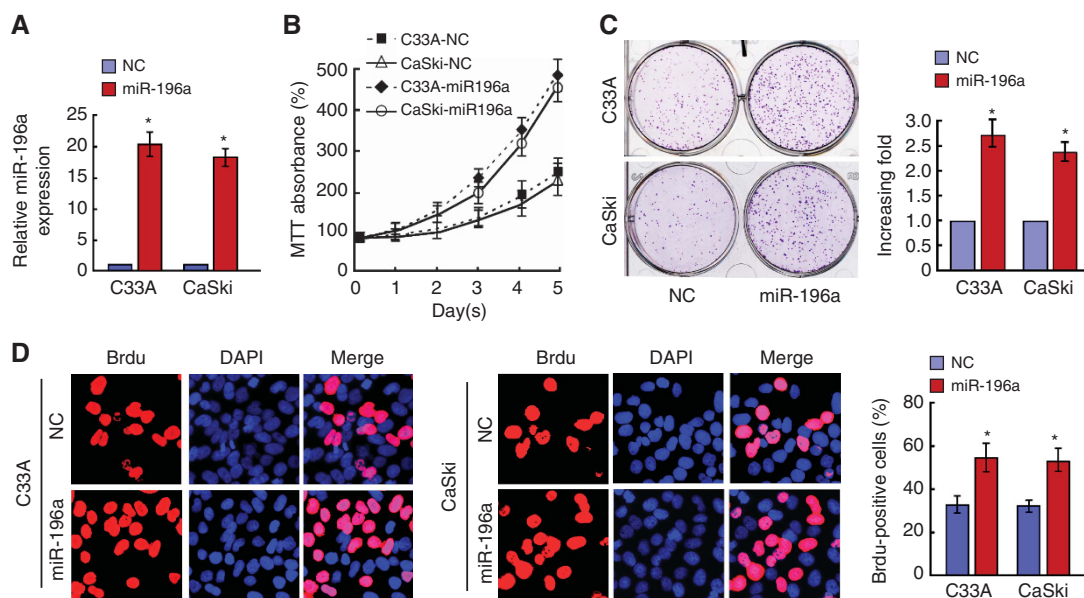 A
NC
miR-196a
Relative miR-196a
expression
25
20
15
10
5
0
*
*
C33A
CaSki
B
C33A-NC
CaSki-NC
C33A-miR196a
CaSki-miR196a
MTT absorbance (%)
500
400
300
200
100
0
0 1 2 3 4 5
Day(s)
C
C33A
CaSki
NC
miR-196a
NC
miR-196a
Increasing fold
3.0
2.5
2.0
1.5
1.0
0.5
0.0
*
*
C33A
CaSki
D
Brdu
DAPI
Merge
C33A
NC
miR-196a
Brdu
DAPI
Merge
CaSki
NC
miR-196a
NC
miR-196a
Brdu-positive cells (%)
80
60
40
20
0
*
*
C33A
CaSki